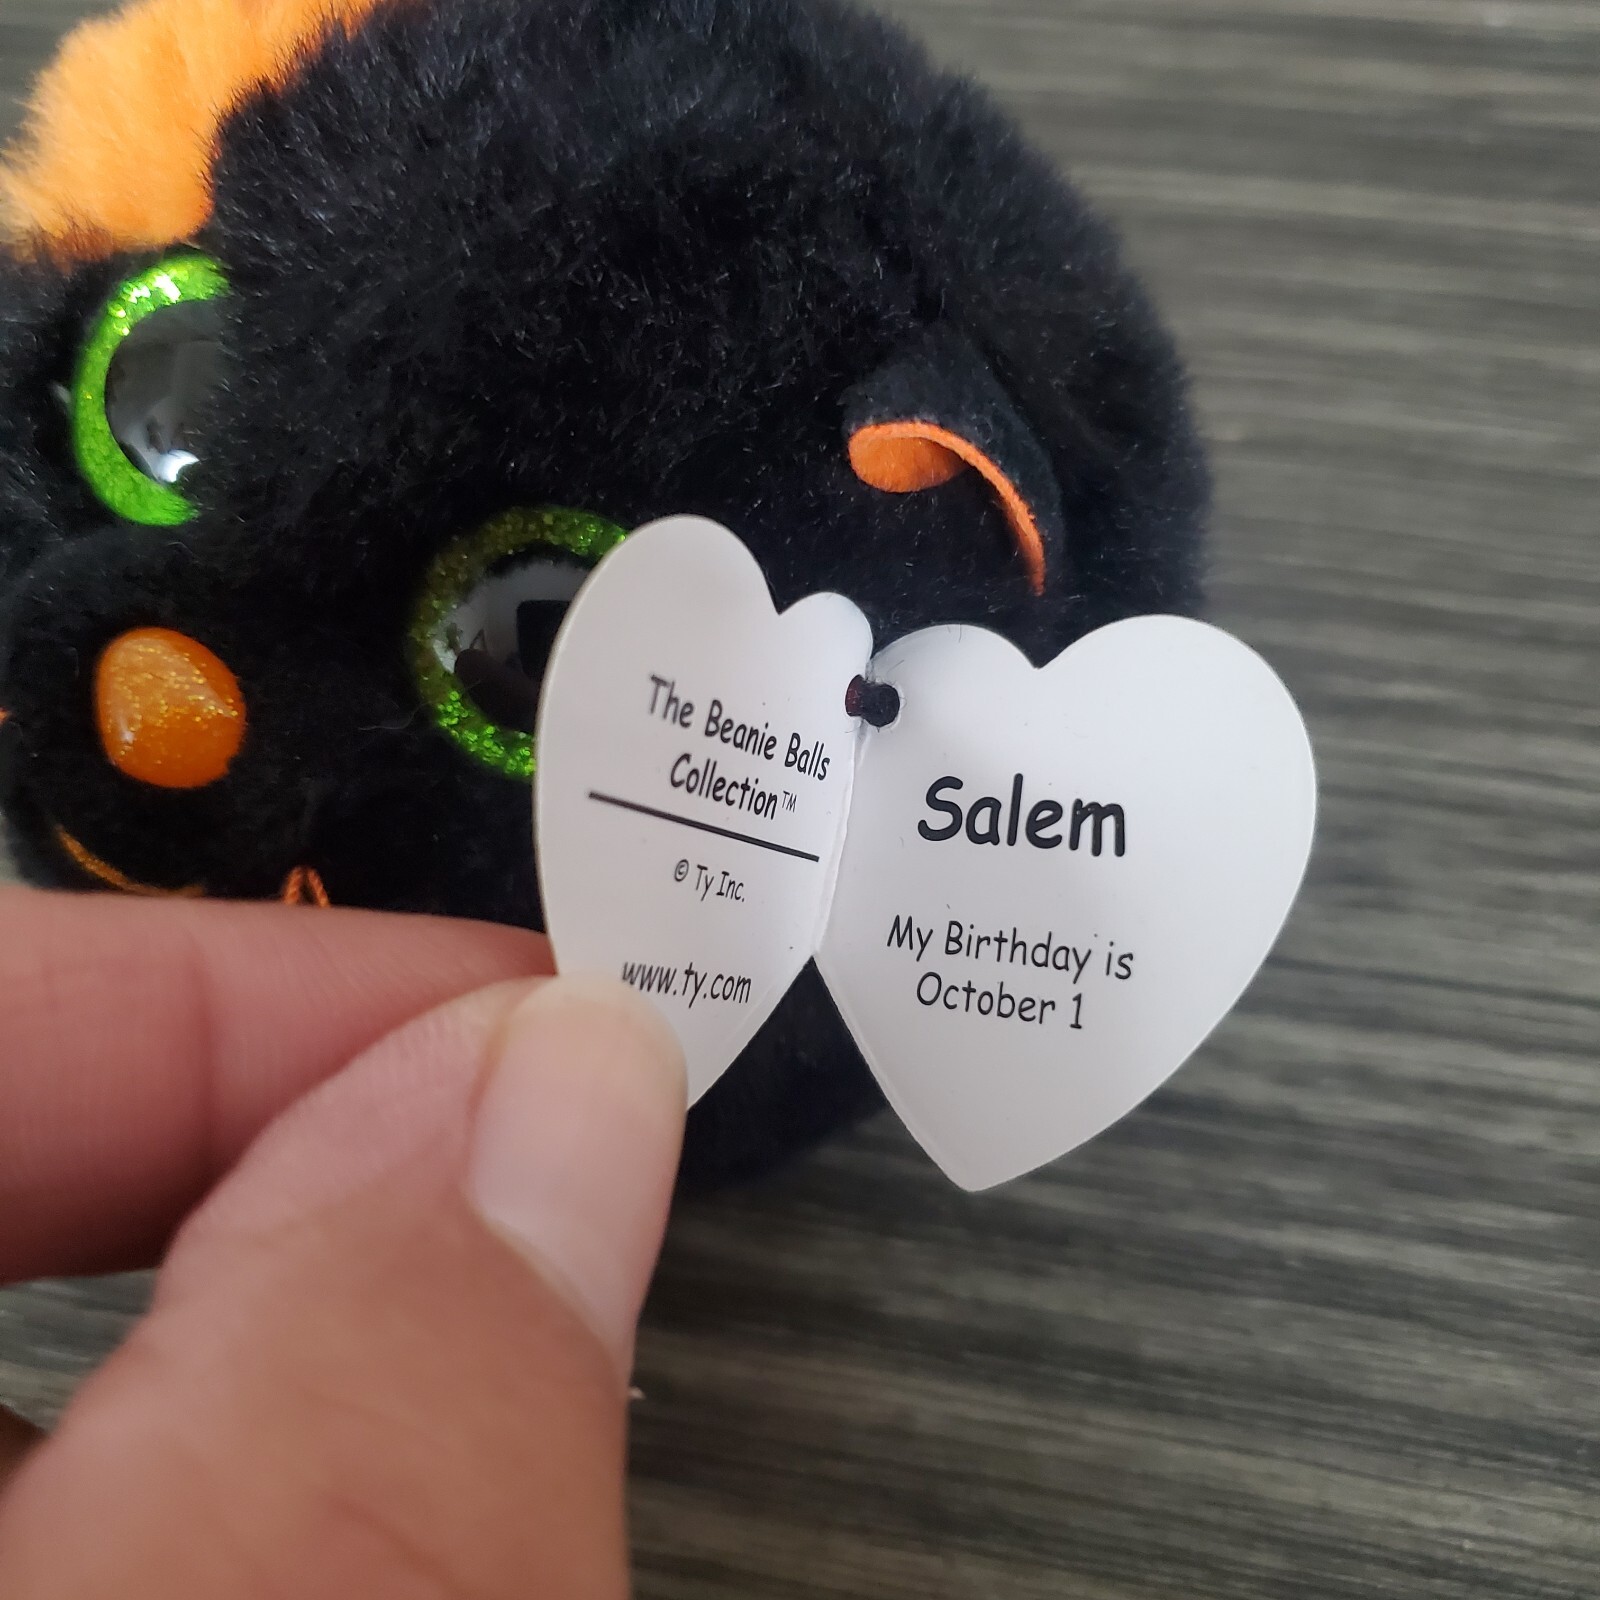 The Beanie Balls
Collection™
© Ty Inc.
www.ty.com
Salem
My Birthday is
October 1